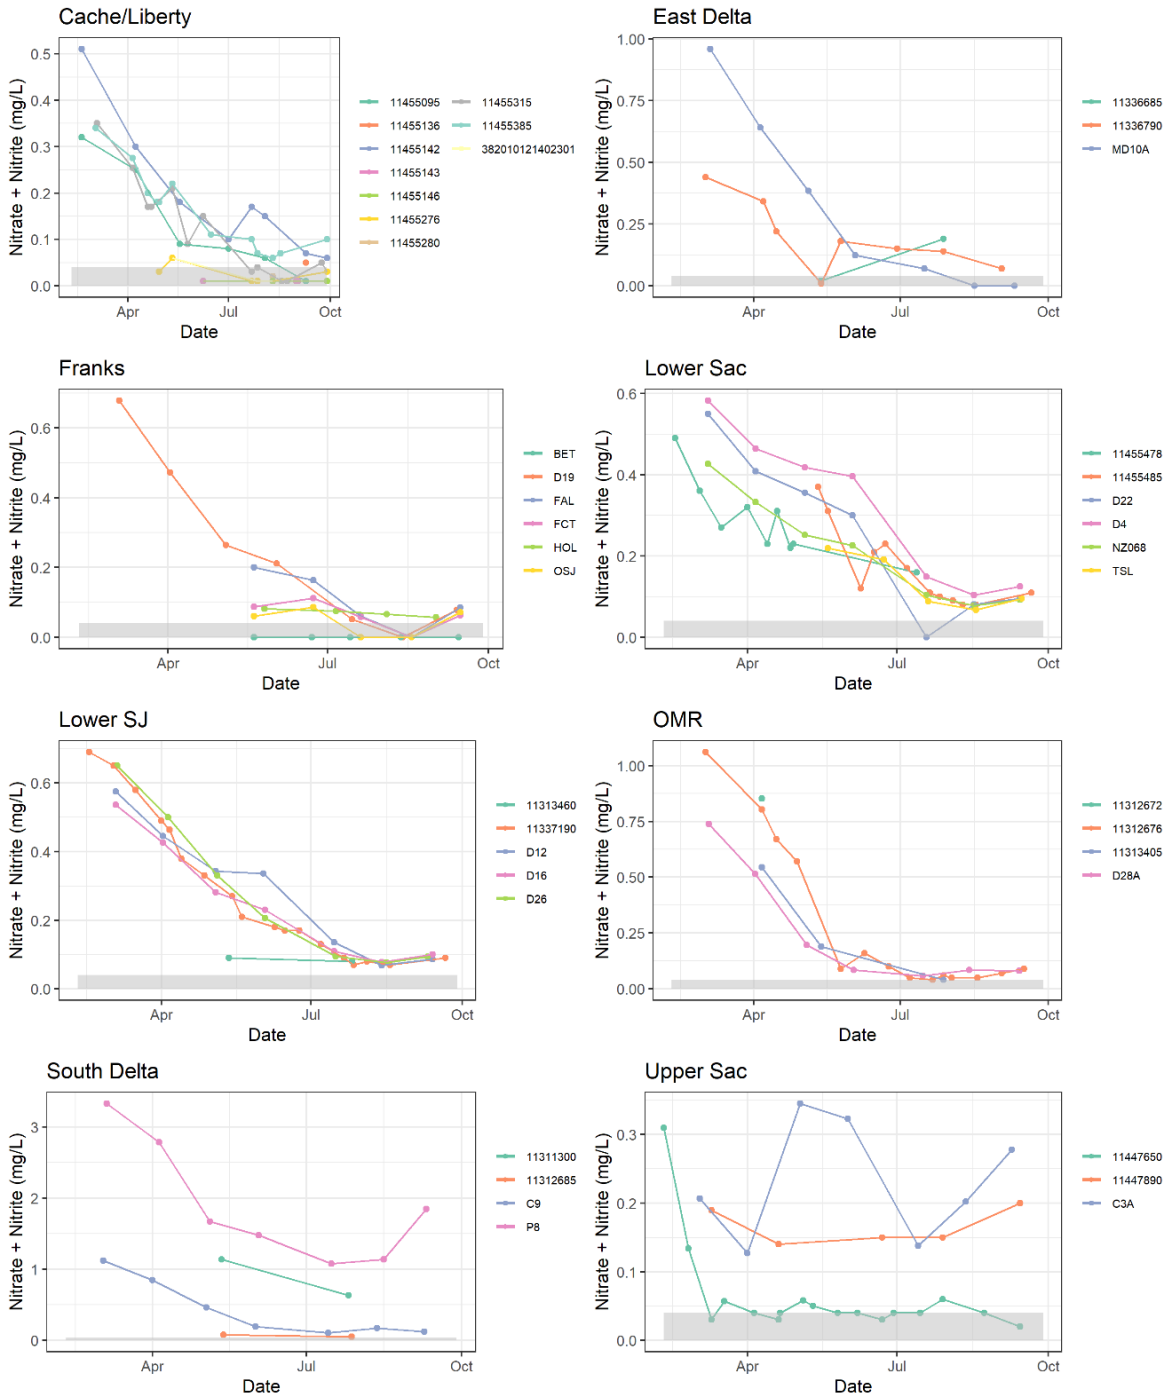 Cache/Liberty
Nitrate + Nitrite (mg/L)
0.5
0.4
0.3
0.2
0.1
0.0
Apr Jul Oct
Date
11455095 11455315
11455136 11455385
11455142 382010121402301
11455143
11455146
11455276
11455280
East Delta
Nitrate + Nitrite (mg/L)
1.00
0.75
0.50
0.25
0.00
Apr Jul Oct
Date
11336685
11336790
MD10A
Franks
Nitrate + Nitrite (mg/L)
0.6
0.4
0.2
0.0
Apr Jul Oct
Date
BET
D19
FAL
FCT
HOL
OSJ
Lower Sac
Nitrate + Nitrite (mg/L)
0.6
0.4
0.2
0.0
Apr Jul Oct
Date
11455478
11455485
D22
D4
NZ068
TSL
Lower SJ
Nitrate + Nitrite (mg/L)
0.6
0.4
0.2
0.0
Apr Jul Oct
Date
11313460
11337190
D12
D16
D26
OMR
Nitrate + Nitrite (mg/L)
1.00
0.75
0.50
0.25
0.00
Apr Jul Oct
Date
11312672
11312676
11313405
D28A
South Delta
Nitrate + Nitrite (mg/L)
3
2
1
0
Apr Jul Oct
Date
11311300
11312685
C9
P8
Upper Sac
Nitrate + Nitrite (mg/L)
0.3
0.2
0.1
0.0
Apr Jul Oct
Date
11447650
11447890
C3A